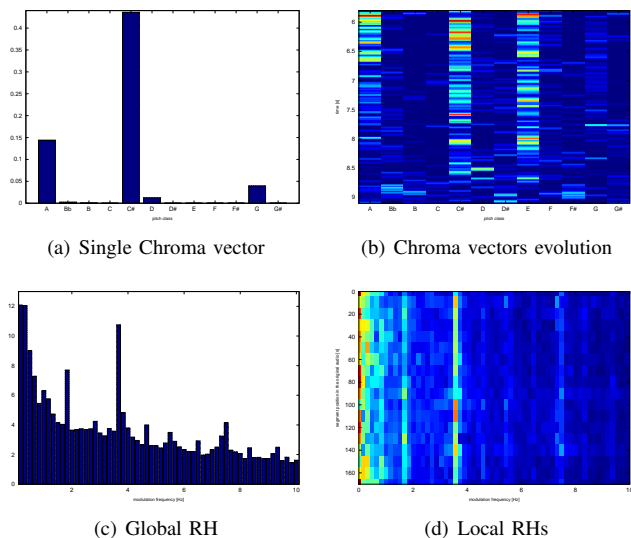 0.4
0.35
0.3
0.25
0.2
0.15
0.1
0.05
0
A Bb B C C# D D# E F F# G G#
pitch class
(a) Single Chroma vector
time [s]
6
6.5
7
7.5
8
8.5
9
A Bb B C C# D D# E F F# G G#
pitch class
(b) Chroma vectors evolution
12
10
8
6
4
2
0
2 4 6 8 10
modulation frequency [Hz]
(c) Global RH
segment position in the original audio [s]
0
20
40
60
80
100
120
140
160
0 2 4 6 8 10
modulation frequency [Hz]
(d) Local RHs